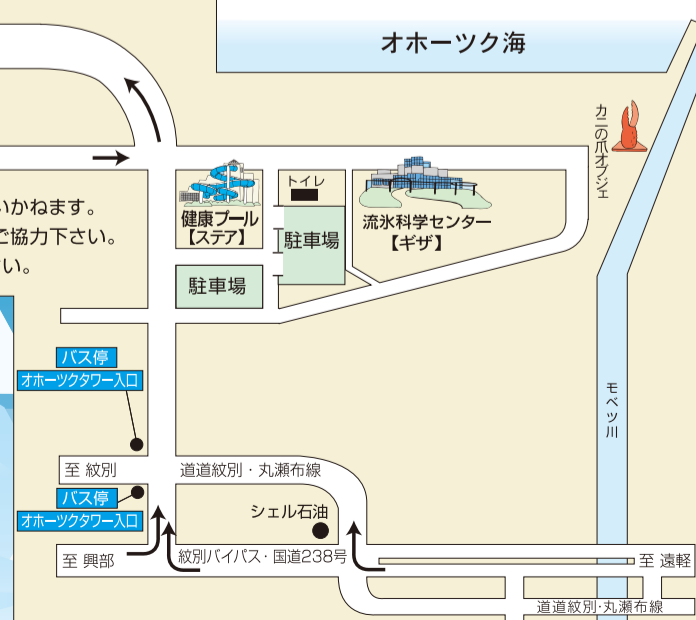 オホーツク海
カニの爪オブジェ
いかねます。
ご協力下さい。
い。
トイレ
健康プール
【ステア】
駐車場
流氷科学センター
【ギザ】
駐車場
バス停
オホーツクタワー入口
モベツ川
至 紋別
道道紋別・丸瀬布線
バス停
オホーツクタワー入口
シェル石油
至 興部
紋別バイパス・国道238号
至 遠軽
道道紋別・丸瀬布線